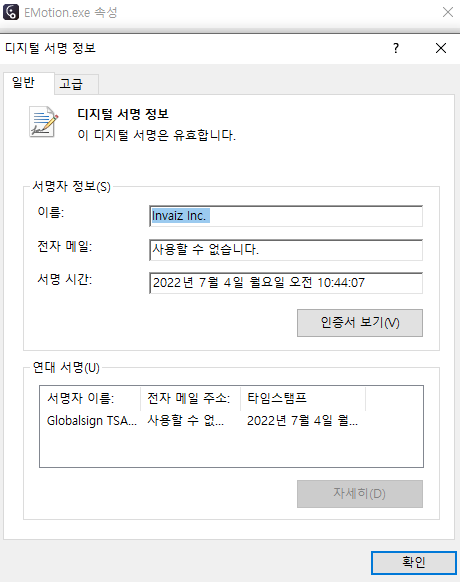 EMotion.exe 속성
디지털 서명 정보
일반 고급
디지털 서명 정보
이 디지털 서명은 유효합니다.
서명자 정보(S)
이름: Invaiz Inc.
전자 메일: 사용할 수 없습니다.
서명 시간: 2022년 7월 4일 월요일 오전 10:44:07
인증서 보기(V)
연대 서명(U)
서명자 이름: 전자 메일 주소: 타임스탬프
Globalsign TSA... 사용할 수 없... 2022년 7월 4일 월...
자세히(D)
확인